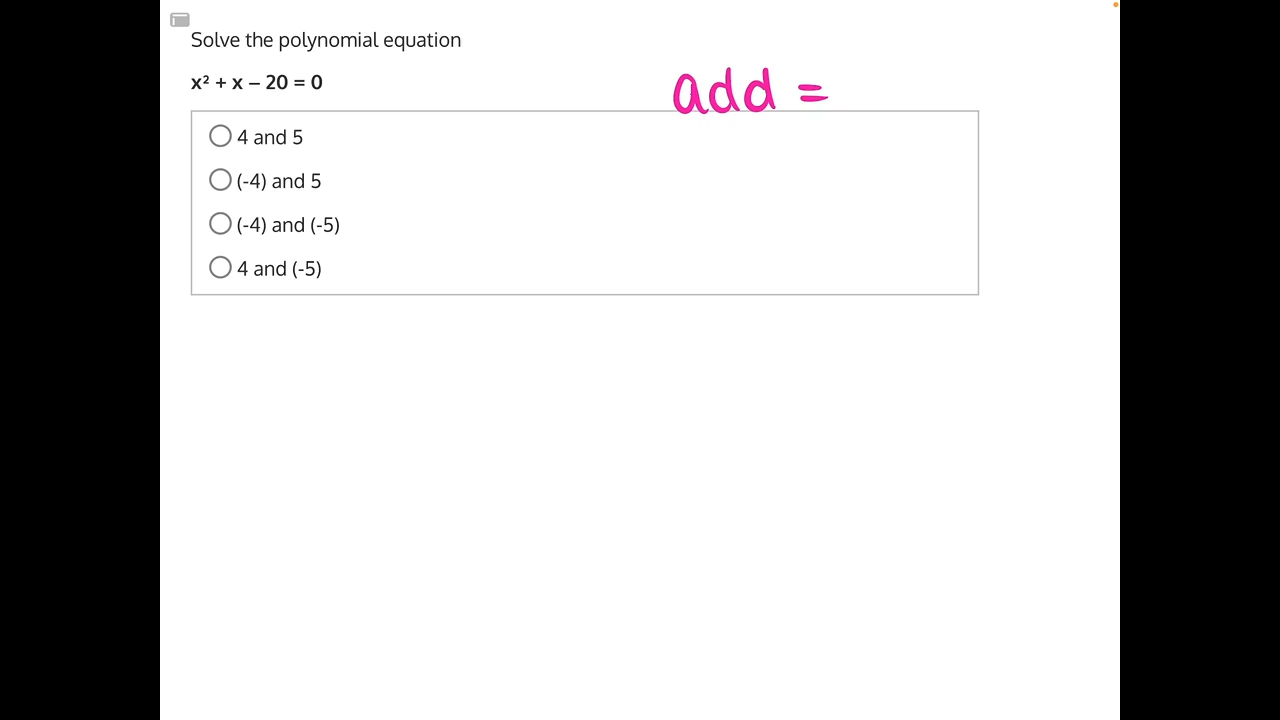 Solve the polynomial equation
x² + x – 20 = 0
add =
4 and 5
(-4) and 5
(-4) and (-5)
4 and (-5)